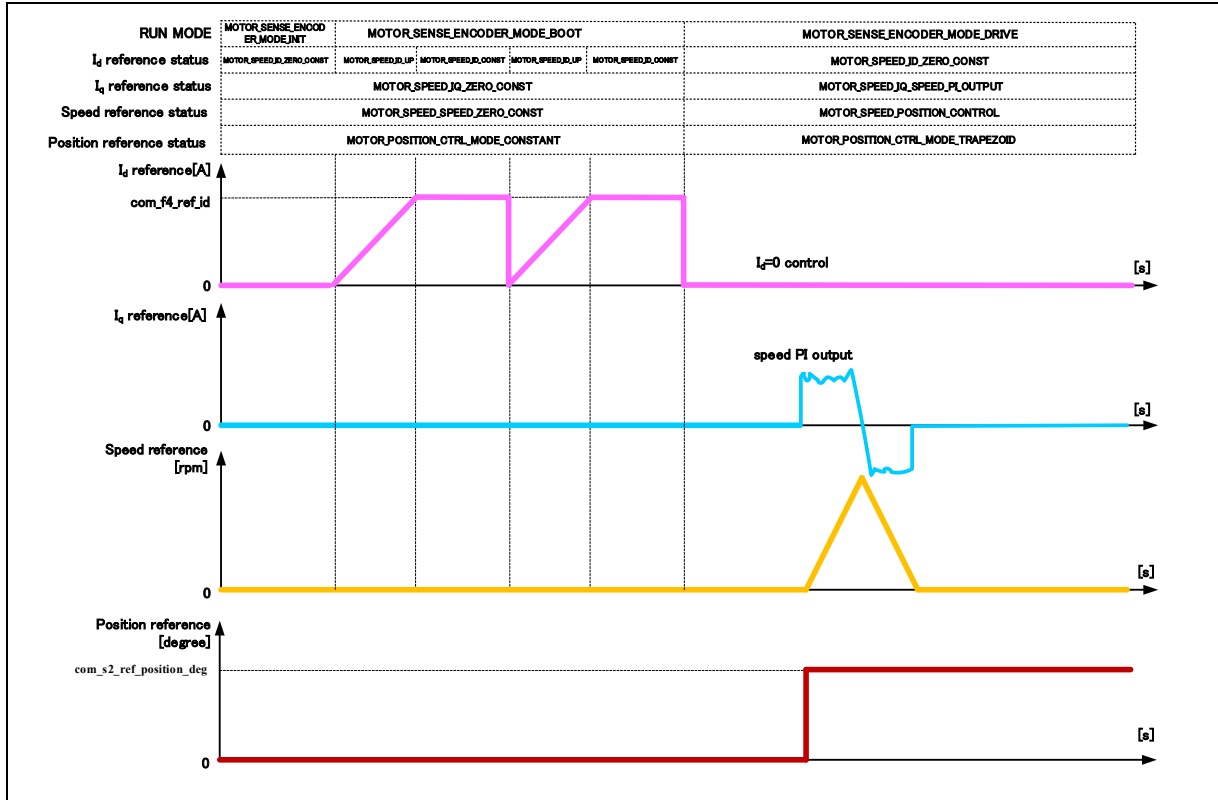 RUN MODE
MOTOR_SENSE_ENCOD
ER_MODE_INIT
MOTOR_SENSE_ENCODER_MODE_BOOT
MOTOR_SENSE_ENCODER_MODE_DRIVE
Id reference status
MOTOR_SPEED_ID_ZERO_CONST
MOTOR_SPEED_ID_UP
MOTOR_SPEED_ID_CONST
MOTOR_SPEED_ID_UP
MOTOR_SPEED_ID_CONST
MOTOR_SPEED_ID_ZERO_CONST
Iq reference status
MOTOR_SPEED_IQ_ZERO_CONST
MOTOR_SPEED_IQ_SPEED_PI_OUTPUT
Speed reference status
MOTOR_SPEED_SPEED_ZERO_CONST
MOTOR_SPEED_POSITION_CONTROL
Position reference status
MOTOR_POSITION_CTRL_MODE_CONSTANT
MOTOR_POSITION_CTRL_MODE_TRAPEZOID
Id reference[A]
com_f4_ref_id
Id=0 control
[s]
0
Iq reference[A]
speed PI output
[s]
0
Speed reference
[rpm]
[s]
0
Position reference
[degree]
com_s2_ref_position_deg
[s]
0